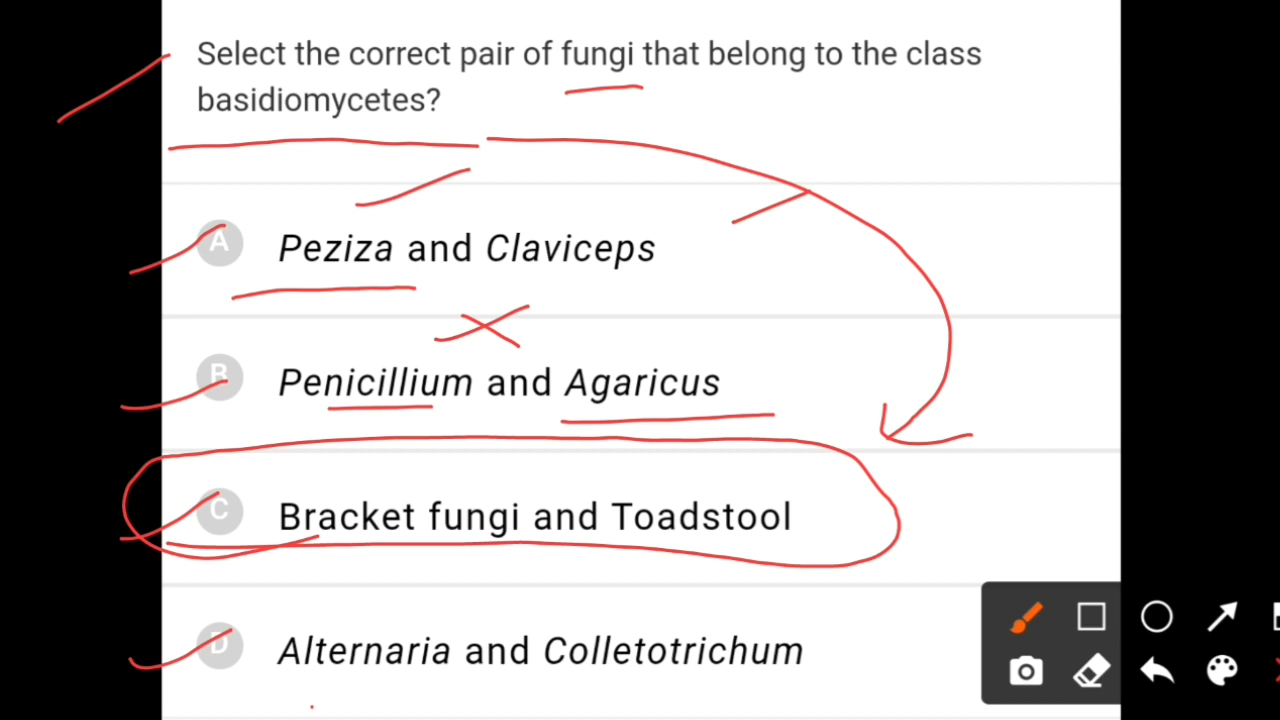 Select the correct pair of fungi that belong to the class
basidiomycetes?
A Peziza and Claviceps
B Penicillium and Agaricus
C Bracket fungi and Toadstool
D Alternaria and Colletotrichum